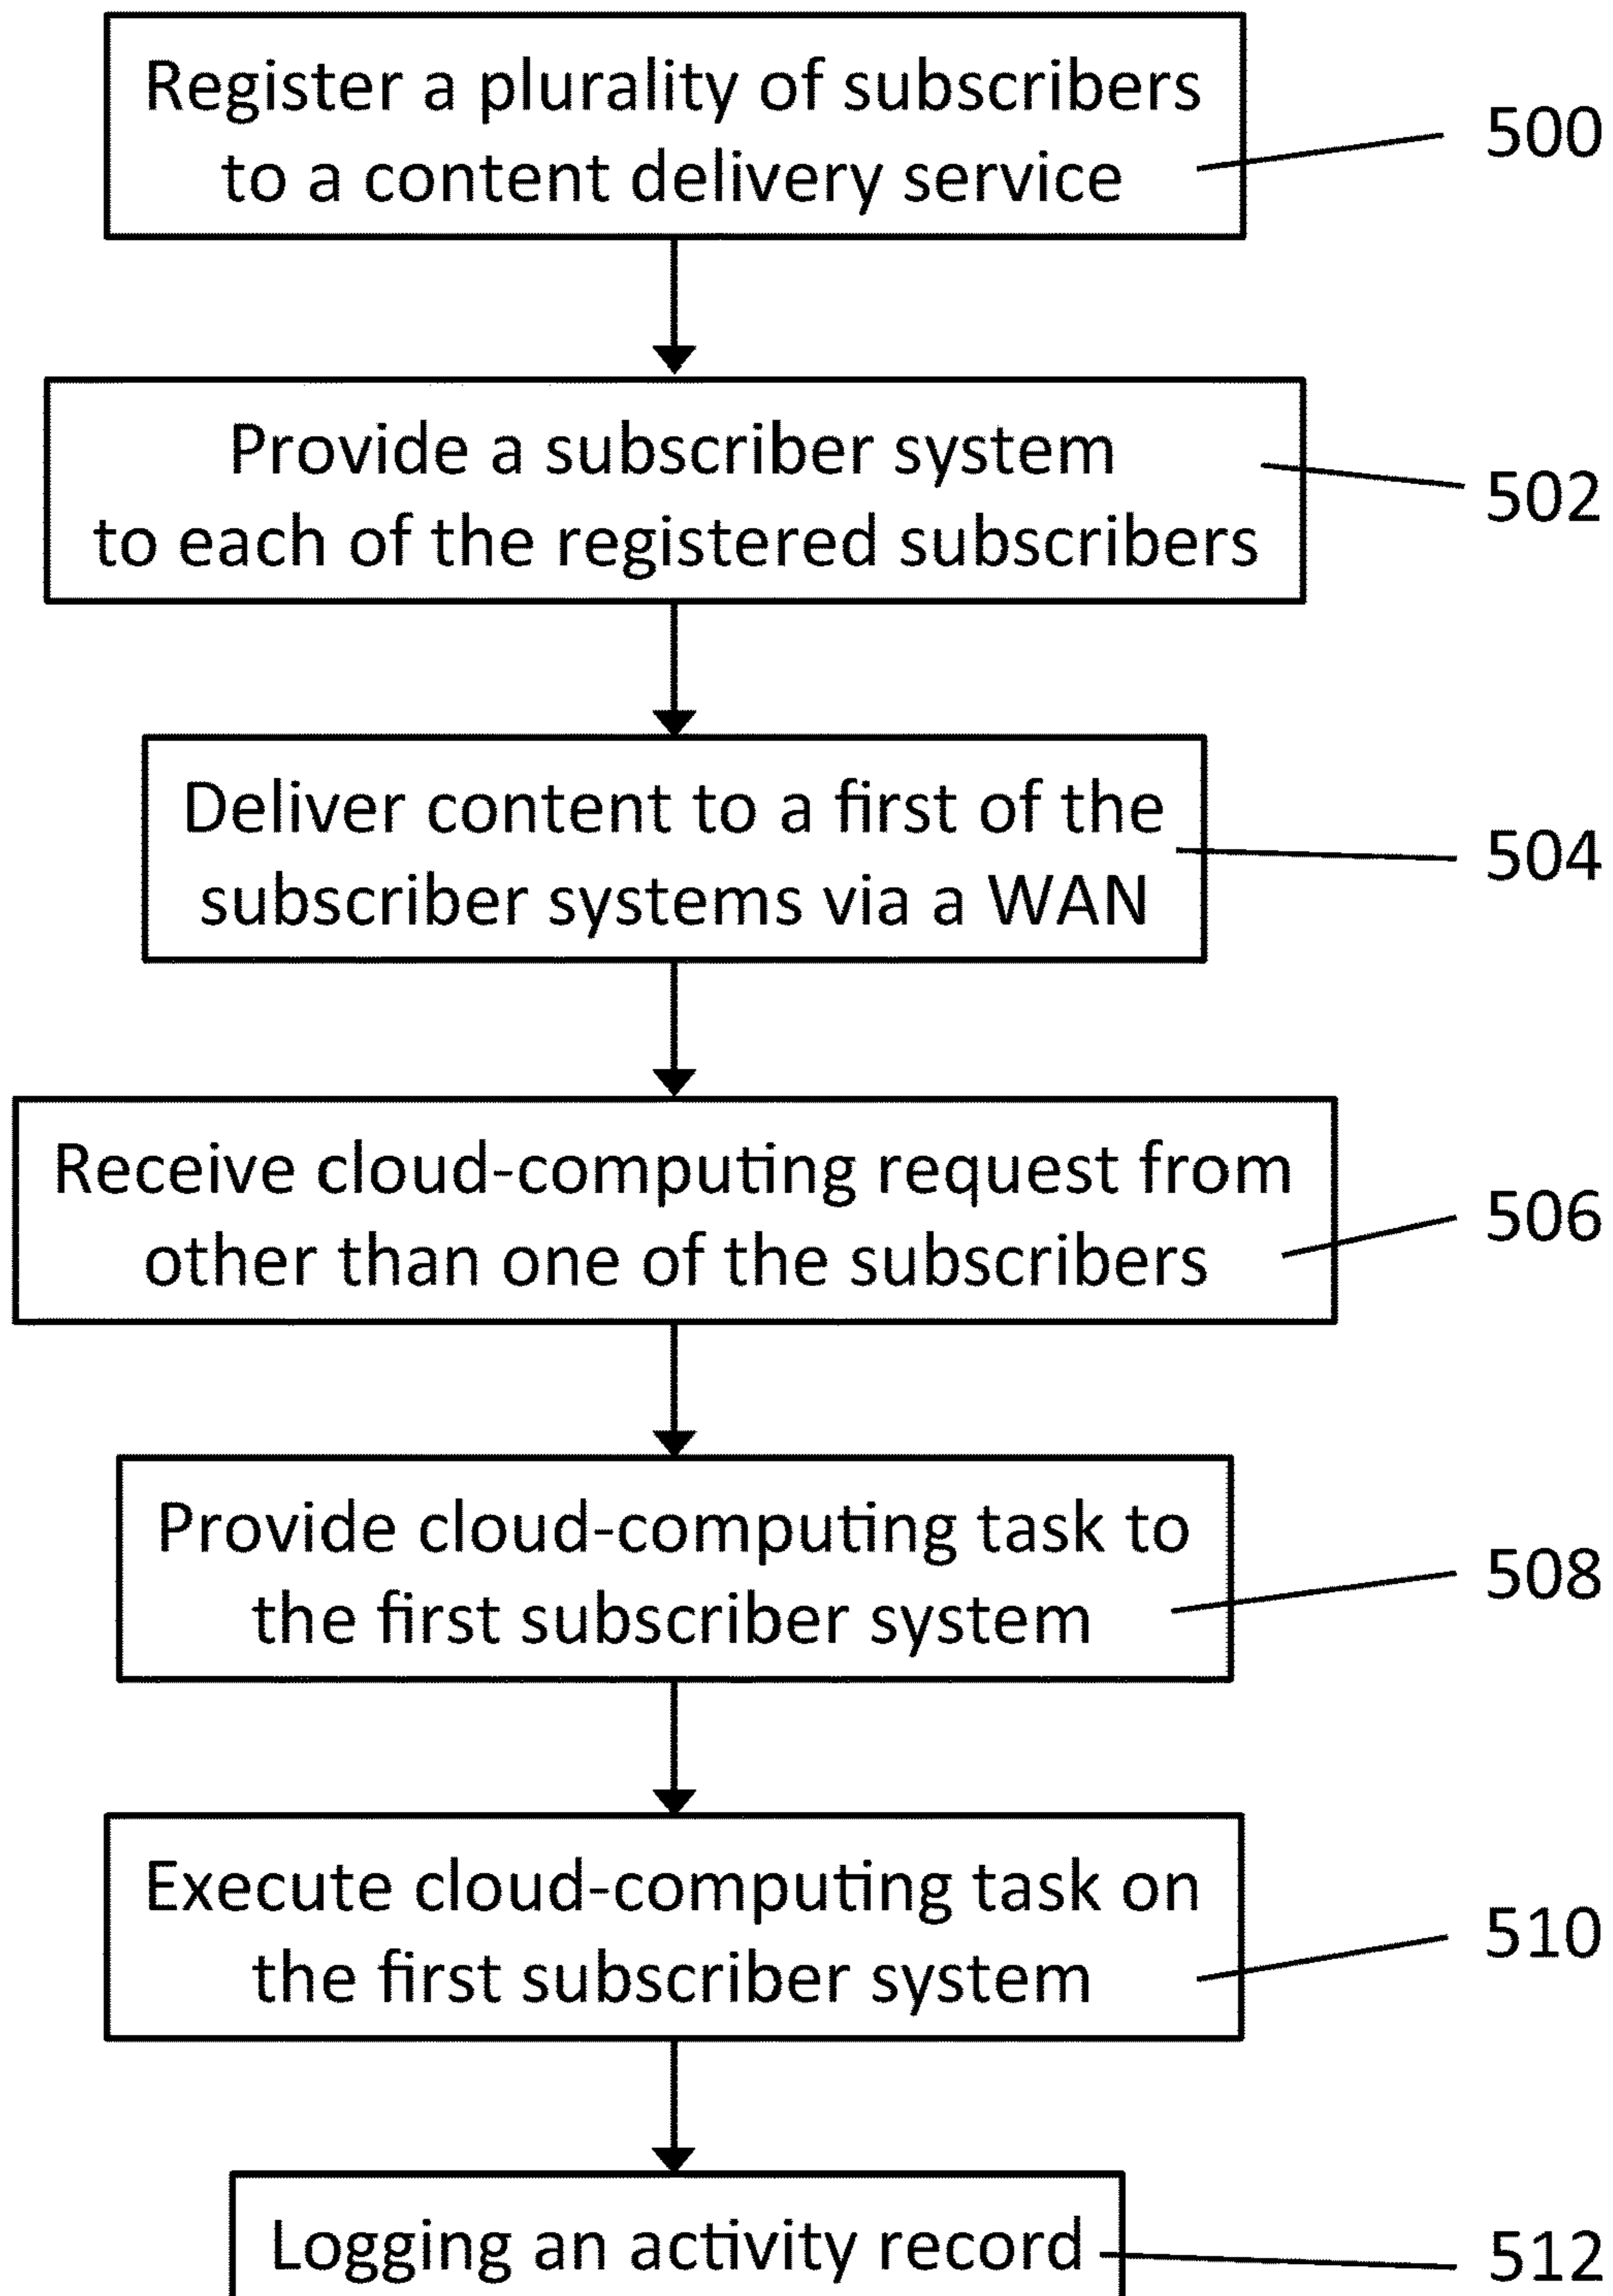 Register a plurality of subscribers
to a content delivery service
500
Provide a subscriber system
to each of the registered subscribers
502
Deliver content to a first of the
subscriber systems via a WAN
504
Receive cloud-computing request from
other than one of the subscribers
506
Provide cloud-computing task to
the first subscriber system
508
Execute cloud-computing task on
the first subscriber system
510
Logging an activity record
512